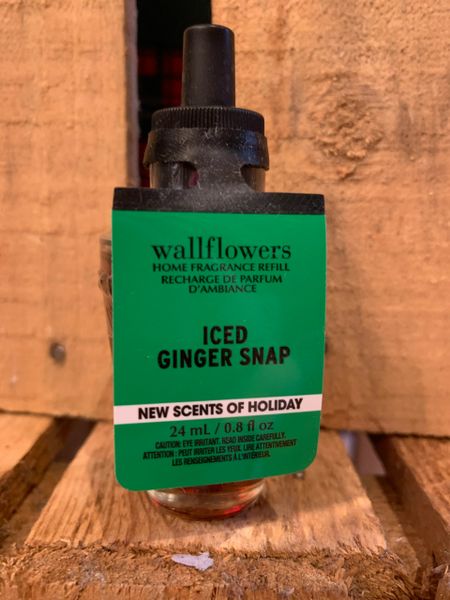 wallflowers
HOME FRAGRANCE REFILL
RECHARGE DE PARFUM
D'AMBIANCE
ICED
GINGER SNAP
NEW SCENTS OF HOLIDAY
24 mL / 0.8 fl oz
CAUTION: EYE IRRITANT. READ INSIDE CAREFULLY.
ATTENTION : PEUT IRRITER LES YEUX. LIRE ATTENTIVEMENT
LES RENSEIGNEMENTS À L'INTÉRIEUR.